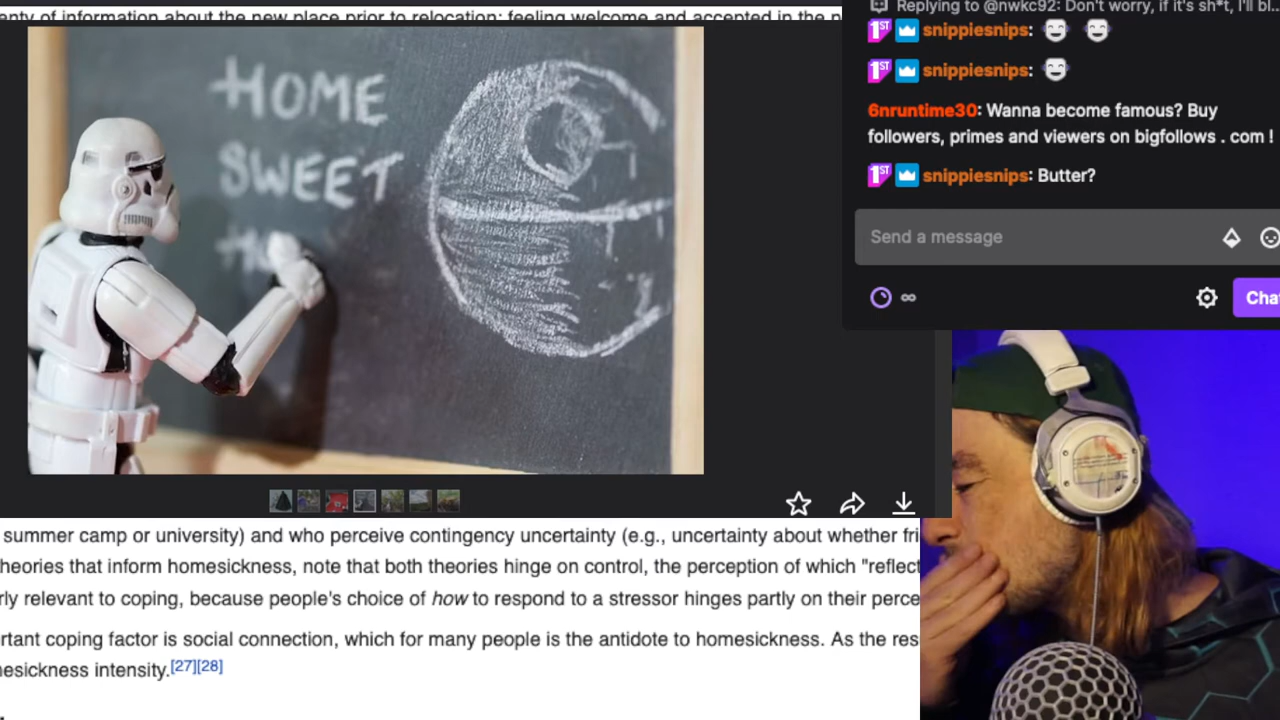 enty of information about the new place prior to relocation; feeling welcome and accepted in the n
HOME
SWEET
Replying to @nwkc92: Don't worry, if it's sh*t, I'll bl...
1ST snippiesnips:
1ST snippiesnips:
6nruntime30: Wanna become famous? Buy
followers, primes and viewers on bigfollows . com !
1ST snippiesnips: Butter?
Send a message
∞
Cha
summer camp or university) and who perceive contingency uncertainty (e.g., uncertainty about whether fri
heories that inform homesickness, note that both theories hinge on control, the perception of which "reflect
rly relevant to coping, because people's choice of how to respond to a stressor hinges partly on their perce
rtant coping factor is social connection, which for many people is the antidote to homesickness. As the res
nesickness intensity.[27][28]